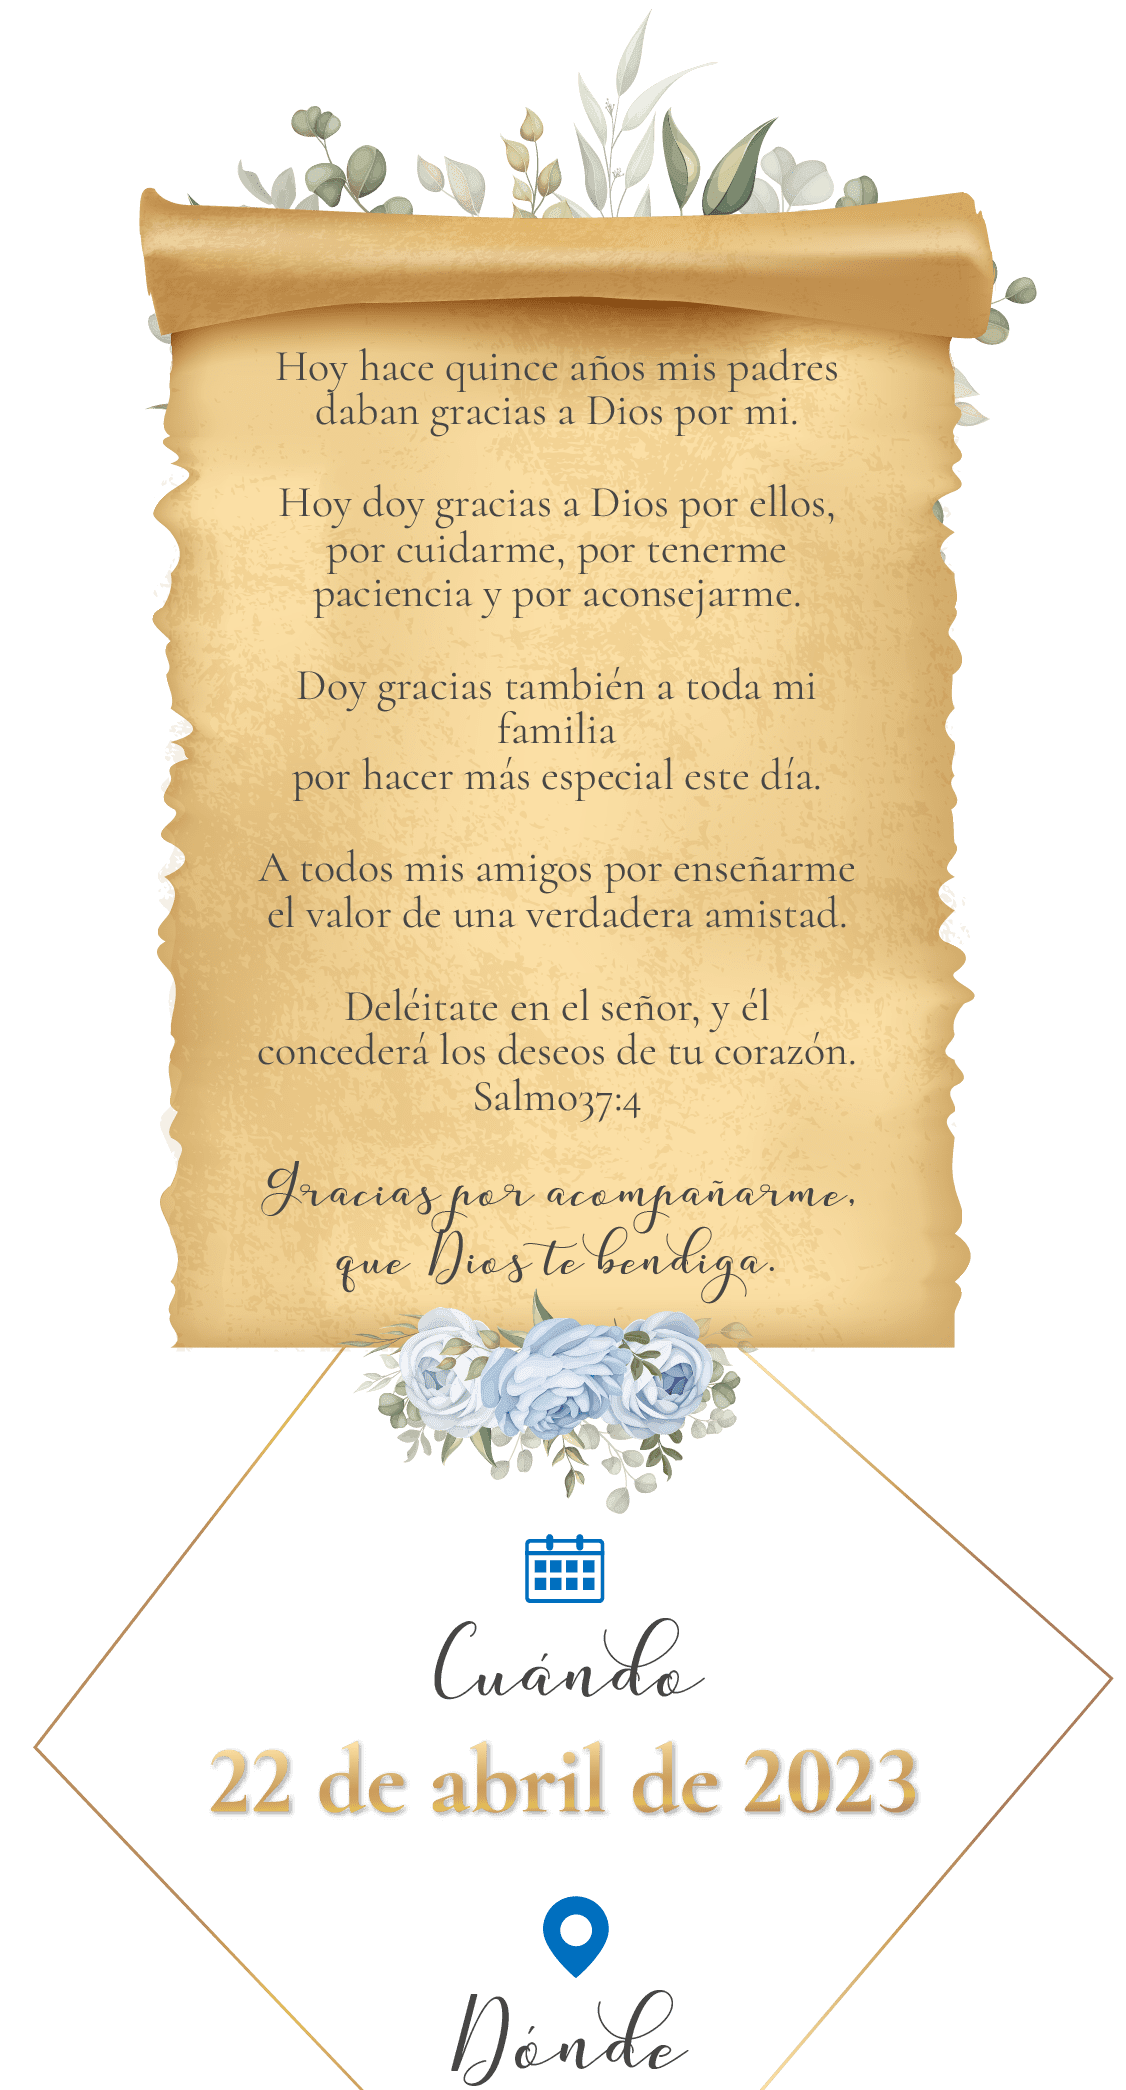 Hoy hace quince años mis padres
daban gracias a Dios por mi.
Hoy doy gracias a Dios por ellos,
por cuidarme, por tenerme
paciencia y por aconsejarme.
Doy gracias también a toda mi
familia
por hacer más especial este día.
A todos mis amigos por enseñarme
el valor de una verdadera amistad.
Deléitate en el señor, y él
concederá los deseos de tu corazón.
Salmo37:4
Gracias por acompañarme,
que Dios te bendiga.
Cuándo
22 de abril de 2023
Dónde